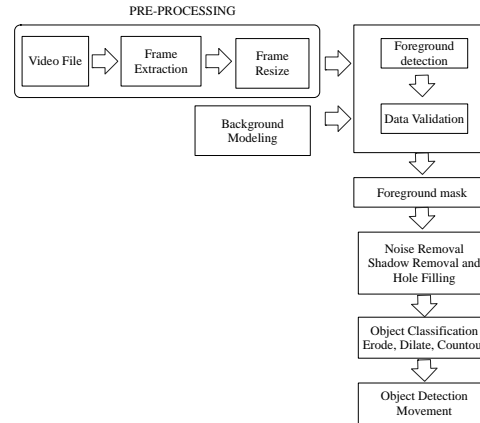 PRE-PROCESSING
Video File
Frame
Extraction
Frame
Resize
Foreground
detection
Background
Modeling
Data Validation
Foreground mask
Noise Removal
Shadow Removal and
Hole Filling
Object Classification
Erode, Dilate, Countou
Object Detection
Movement